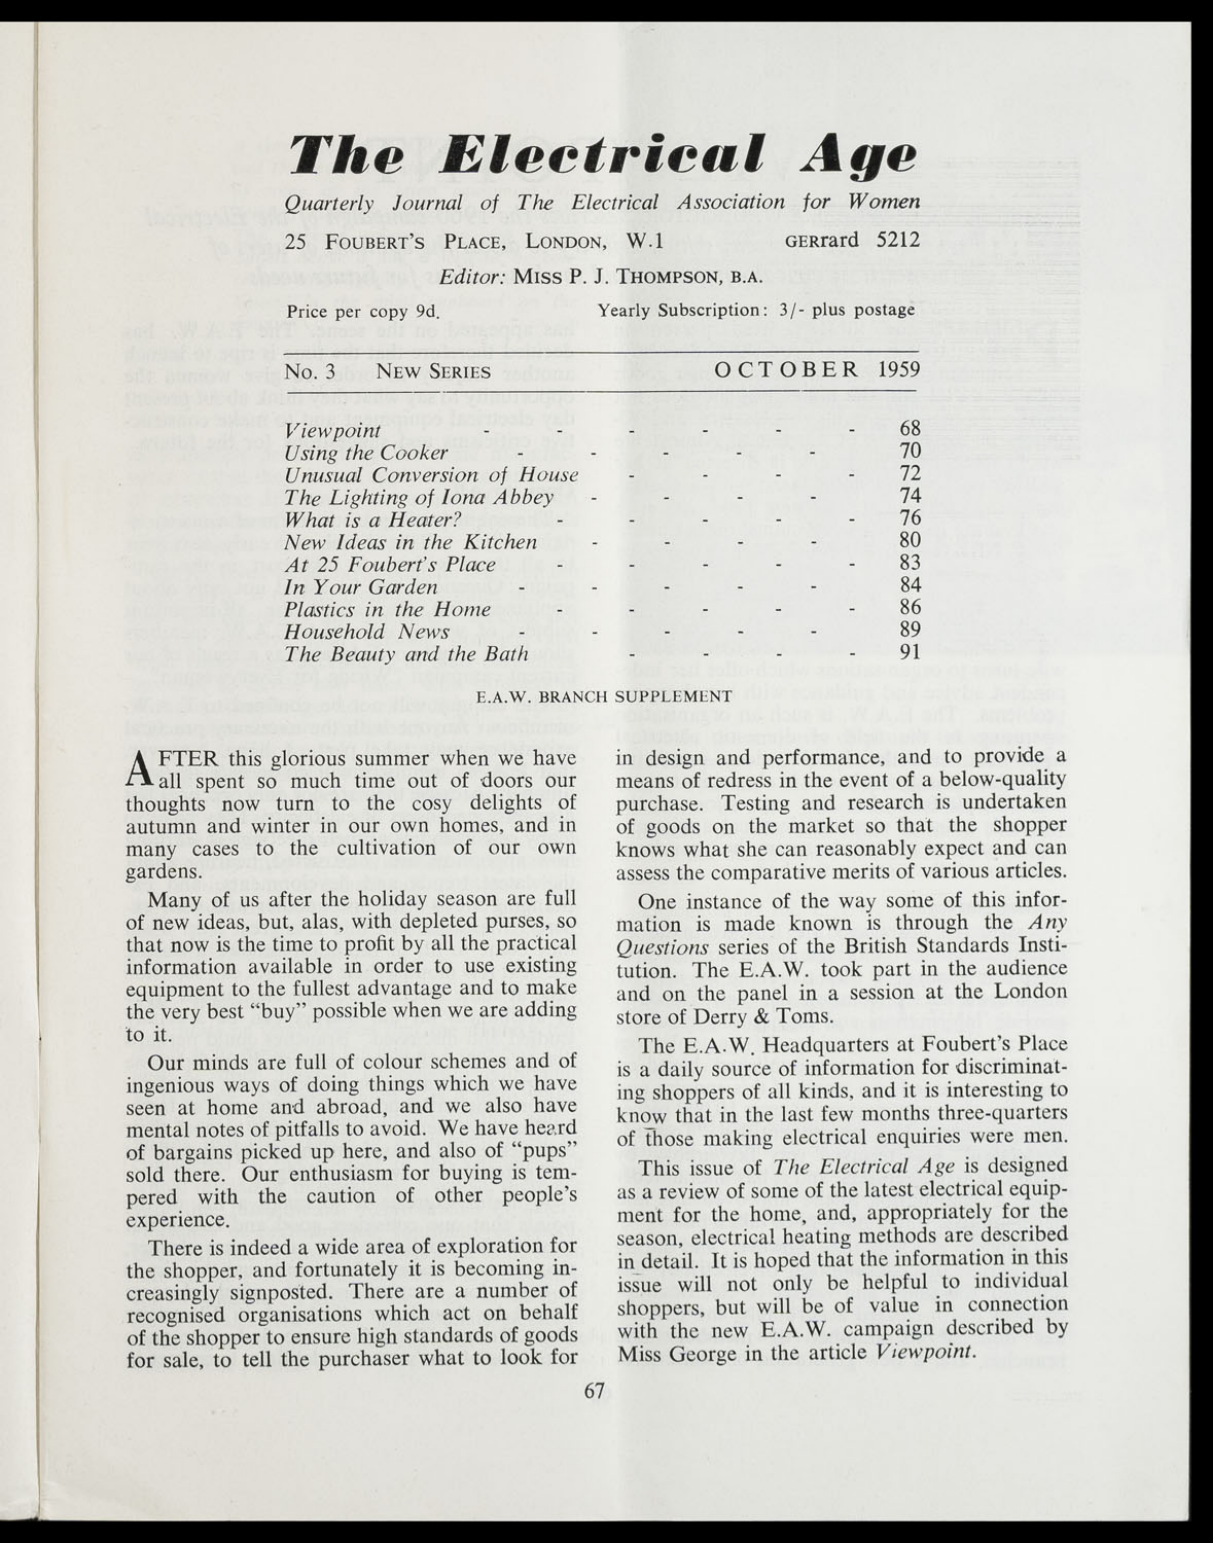 The Electrical Age
Quarterly Journal of The Electrical Association for Women
25 FOUBERT'S PLACE, LONDON, W.1 GERrard 5212
Editor: MISS P. J. THOMPSON, B.A.
Price per copy 9d. Yearly Subscription: 3/- plus postage
No. 3 NEW SERIES OCTOBER 1959
Viewpoint - - - - - - 68
Using the Cooker - - - - - 70
Unusual Conversion of House - - - - 72
The Lighting of Iona Abbey - - - - 74
What is a Heater? - - - - - 76
New Ideas in the Kitchen - - - - 80
At 25 Foubert's Place - - - - - 83
In Your Garden - - - - - 84
Plastics in the Home - - - - - 86
Household News - - - - - 89
The Beauty and the Bath - - - - 91
E.A.W. BRANCH SUPPLEMENT
AFTER this glorious summer when we have
all spent so much time out of doors our
thoughts now turn to the cosy delights of
autumn and winter in our own homes, and in
many cases to the cultivation of our own
gardens.
Many of us after the holiday season are full
of new ideas, but, alas, with depleted purses, so
that now is the time to profit by all the practical
information available in order to use existing
equipment to the fullest advantage and to make
the very best "buy" possible when we are adding
to it.
Our minds are full of colour schemes and of
ingenious ways of doing things which we have
seen at home and abroad, and we also have
mental notes of pitfalls to avoid. We have heard
of bargains picked up here, and also of "pups"
sold there. Our enthusiasm for buying is tem-
pered with the caution of other people's
experience.
There is indeed a wide area of exploration for
the shopper, and fortunately it is becoming in-
creasingly signposted. There are a number of
recognised organisations which act on behalf
of the shopper to ensure high standards of goods
for sale, to tell the purchaser what to look for
in design and performance, and to provide a
means of redress in the event of a below-quality
purchase. Testing and research is undertaken
of goods on the market so that the shopper
knows what she can reasonably expect and can
assess the comparative merits of various articles.
One instance of the way some of this infor-
mation is made known is through the Any
Questions series of the British Standards Insti-
tution. The E.A.W. took part in the audience
and on the panel in a session at the London
store of Derry & Toms.
The E.A.W. Headquarters at Foubert's Place
is a daily source of information for discriminat-
ing shoppers of all kinds, and it is interesting to
know that in the last few months three-quarters
of those making electrical enquiries were men.
This issue of The Electrical Age is designed
as a review of some of the latest electrical equip-
ment for the home, and, appropriately for the
season, electrical heating methods are described
in detail. It is hoped that the information in this
issue will not only be helpful to individual
shoppers, but will be of value in connection
with the new E.A.W. campaign described by
Miss George in the article Viewpoint.
67